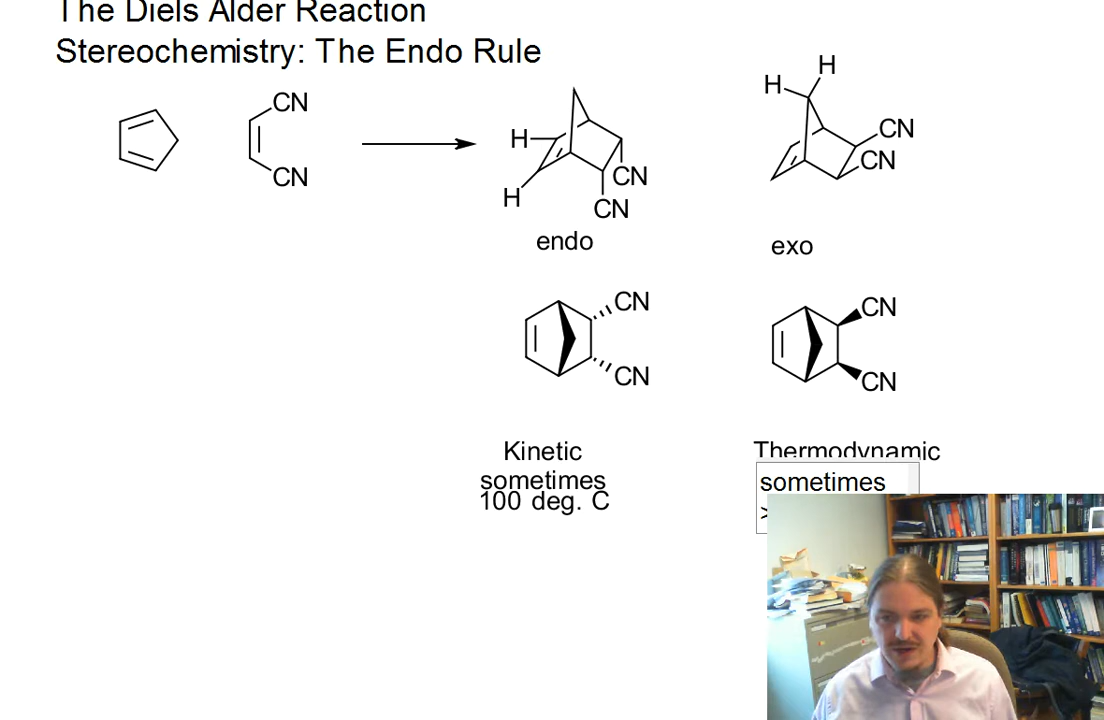 The Diels Alder Reaction
Stereochemistry: The Endo Rule
H
H
CN
CN
H
H
CN
CN
CN
CN
endo
exo
CN
CN
CN
CN
Kinetic
Thermodynamic
sometimes
100 deg. C
sometimes
>